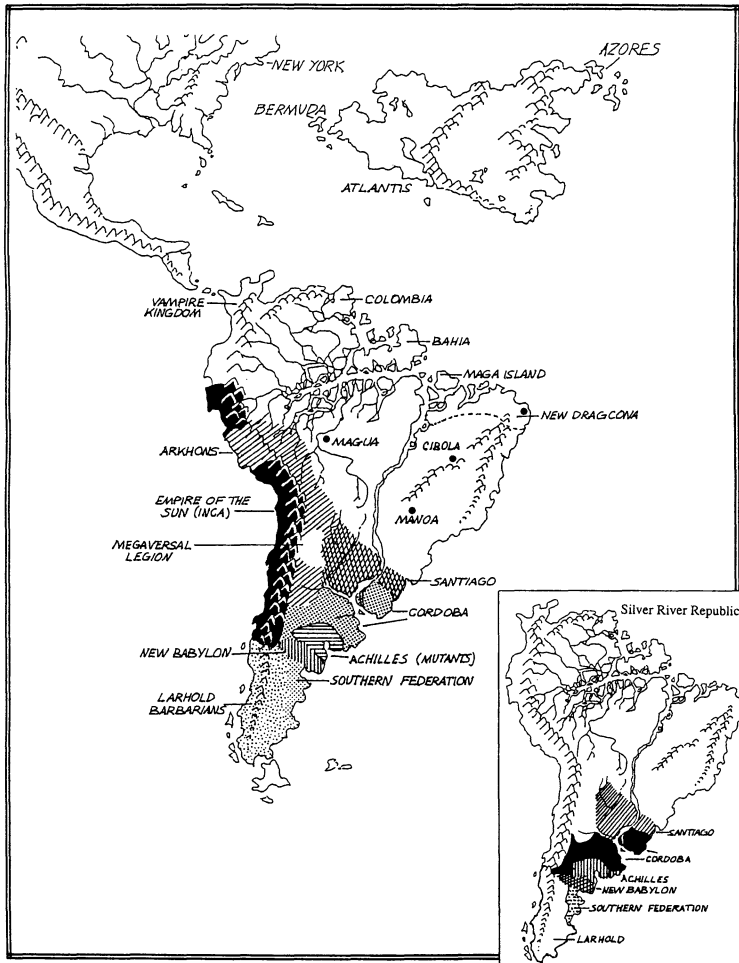 AZORES
NEW YORK
BERMUDA
ATLANTIS
VAMPIRE
KINGDOM
COLOMBIA
BAHIA
MAGA ISLAND
NEW DRAGCONA
MAGUA
CIBOLA
ARKHONS
EMPIRE OF THE
SUN (INCA)
MANOA
MEGAVERSAL
LEGION
SANTIAGO
CORDOBA
NEW BABYLON
ACHILLES (MUTANTS)
SOUTHERN FEDERATION
LARHOLD
BARBARIANS
Silver River Republic
SANTIAGO
CORDOBA
ACHILLES
NEW BABYLON
SOUTHERN FEDERATION
LARHOLD